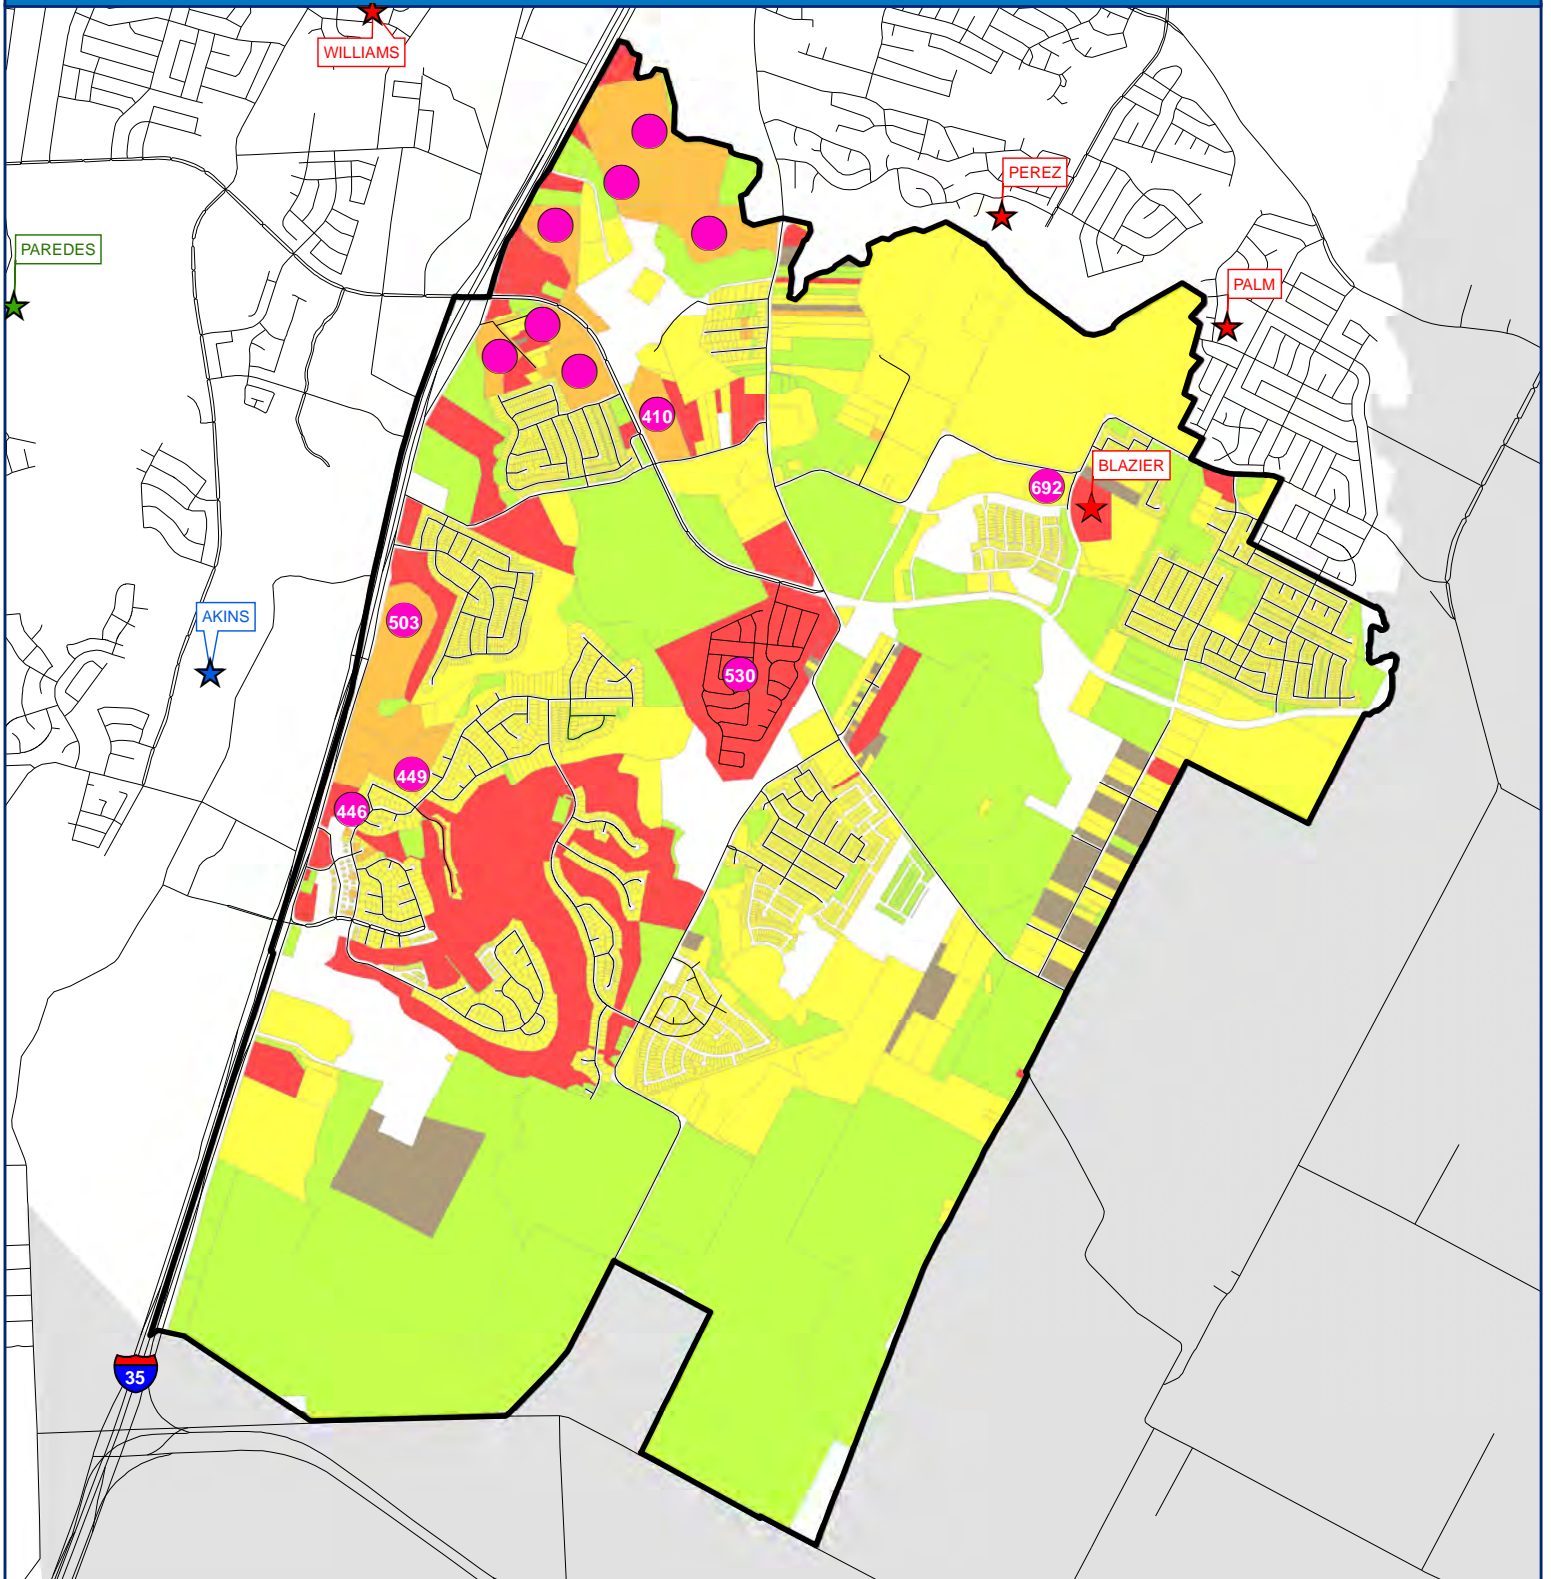 WILLIAMS
PEREZ
PAREDES
PALM
410
BLAZIER
692
AKINS
503
530
449
446
35